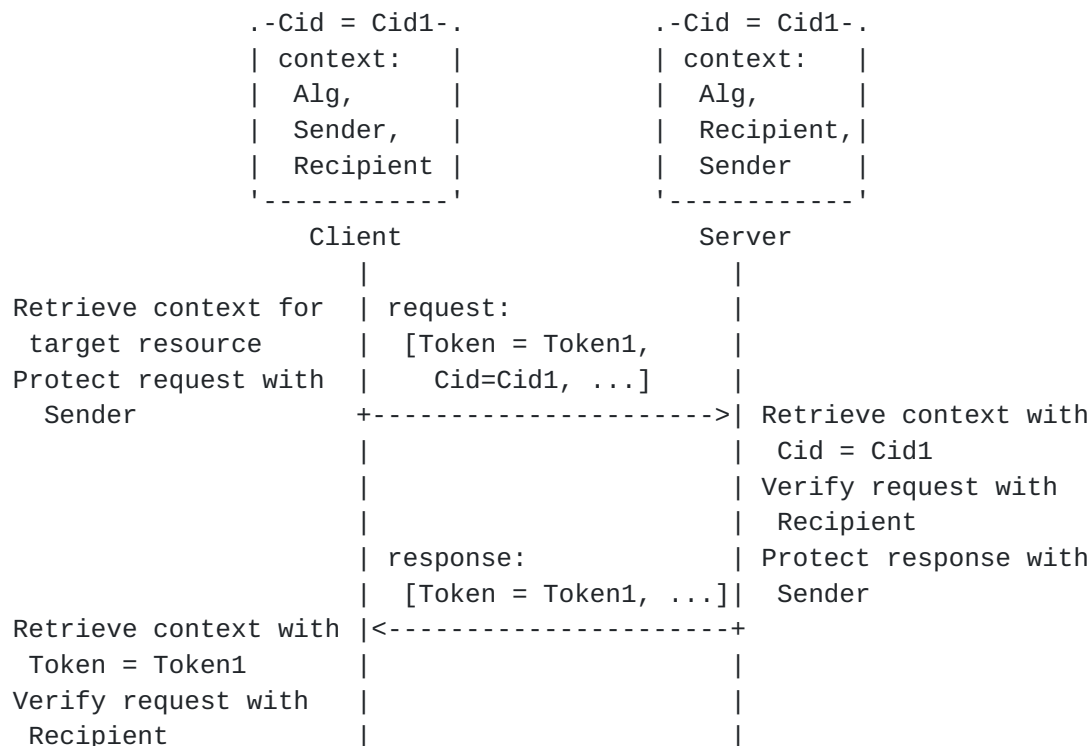 .-Cid = Cid1-.                .-Cid = Cid1-.
| context:   |                | context:   |
|  Alg,      |                |  Alg,      |
|  Sender,   |                |  Recipient,|
|  Recipient |                |  Sender    |
'------------'                '------------'
Client                   Server
|                       |
Retrieve context for  | request:              |
target resource      |  [Token = Token1,     |
Protect request with  |    Cid=Cid1, ...]     |
Sender              +---------------------->| Retrieve context with
|                       |  Cid = Cid1
|                       | Verify request with
|                       |  Recipient
| response:             | Protect response with
|  [Token = Token1, ...]|  Sender
Retrieve context with |<----------------------+
Token = Token1       |                       |
Verify request with   |                       |
Recipient            |                       |